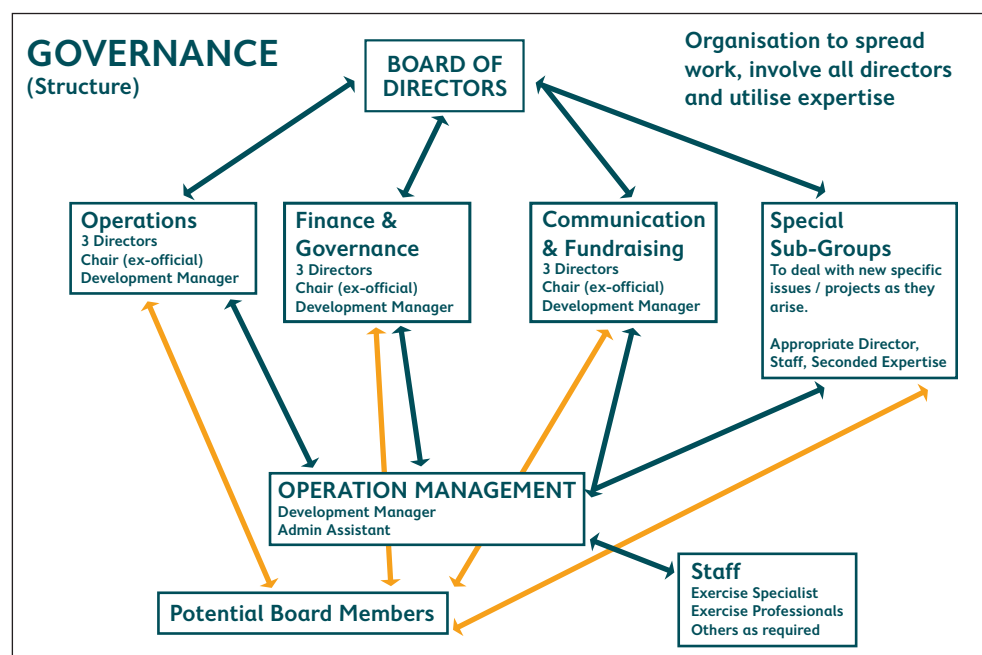 GOVERNANCE
(Structure)
BOARD OF
DIRECTORS
Organisation to spread
work, involve all directors
and utilise expertise
Operations
3 Directors
Chair (ex-official)
Development Manager
Finance &
Governance
3 Directors
Chair (ex-official)
Development Manager
Communication
& Fundraising
3 Directors
Chair (ex-official)
Development Manager
Special
Sub-Groups
To deal with new specific
issues / projects as they
arise.
Appropriate Director,
Staff, Seconded Expertise
OPERATION MANAGEMENT
Development Manager
Admin Assistant
Potential Board Members
Staff
Exercise Specialist
Exercise Professionals
Others as required